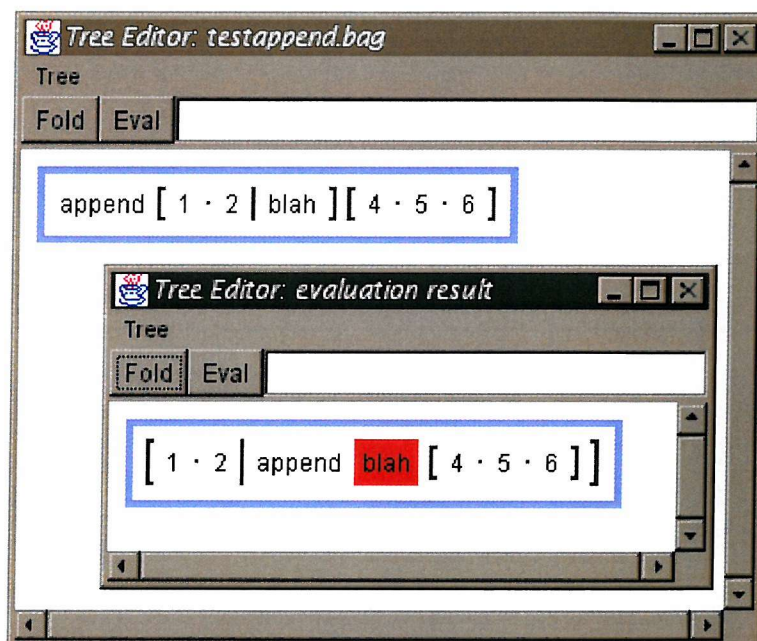 Tree Editor: testappend.bag
Tree
Fold Eval
append [ 1 · 2 | blah ][ 4 · 5 · 6 ]
Tree Editor: evaluation result
Tree
Fold Eval
[ 1 · 2 | append blah [ 4 · 5 · 6 ] ]